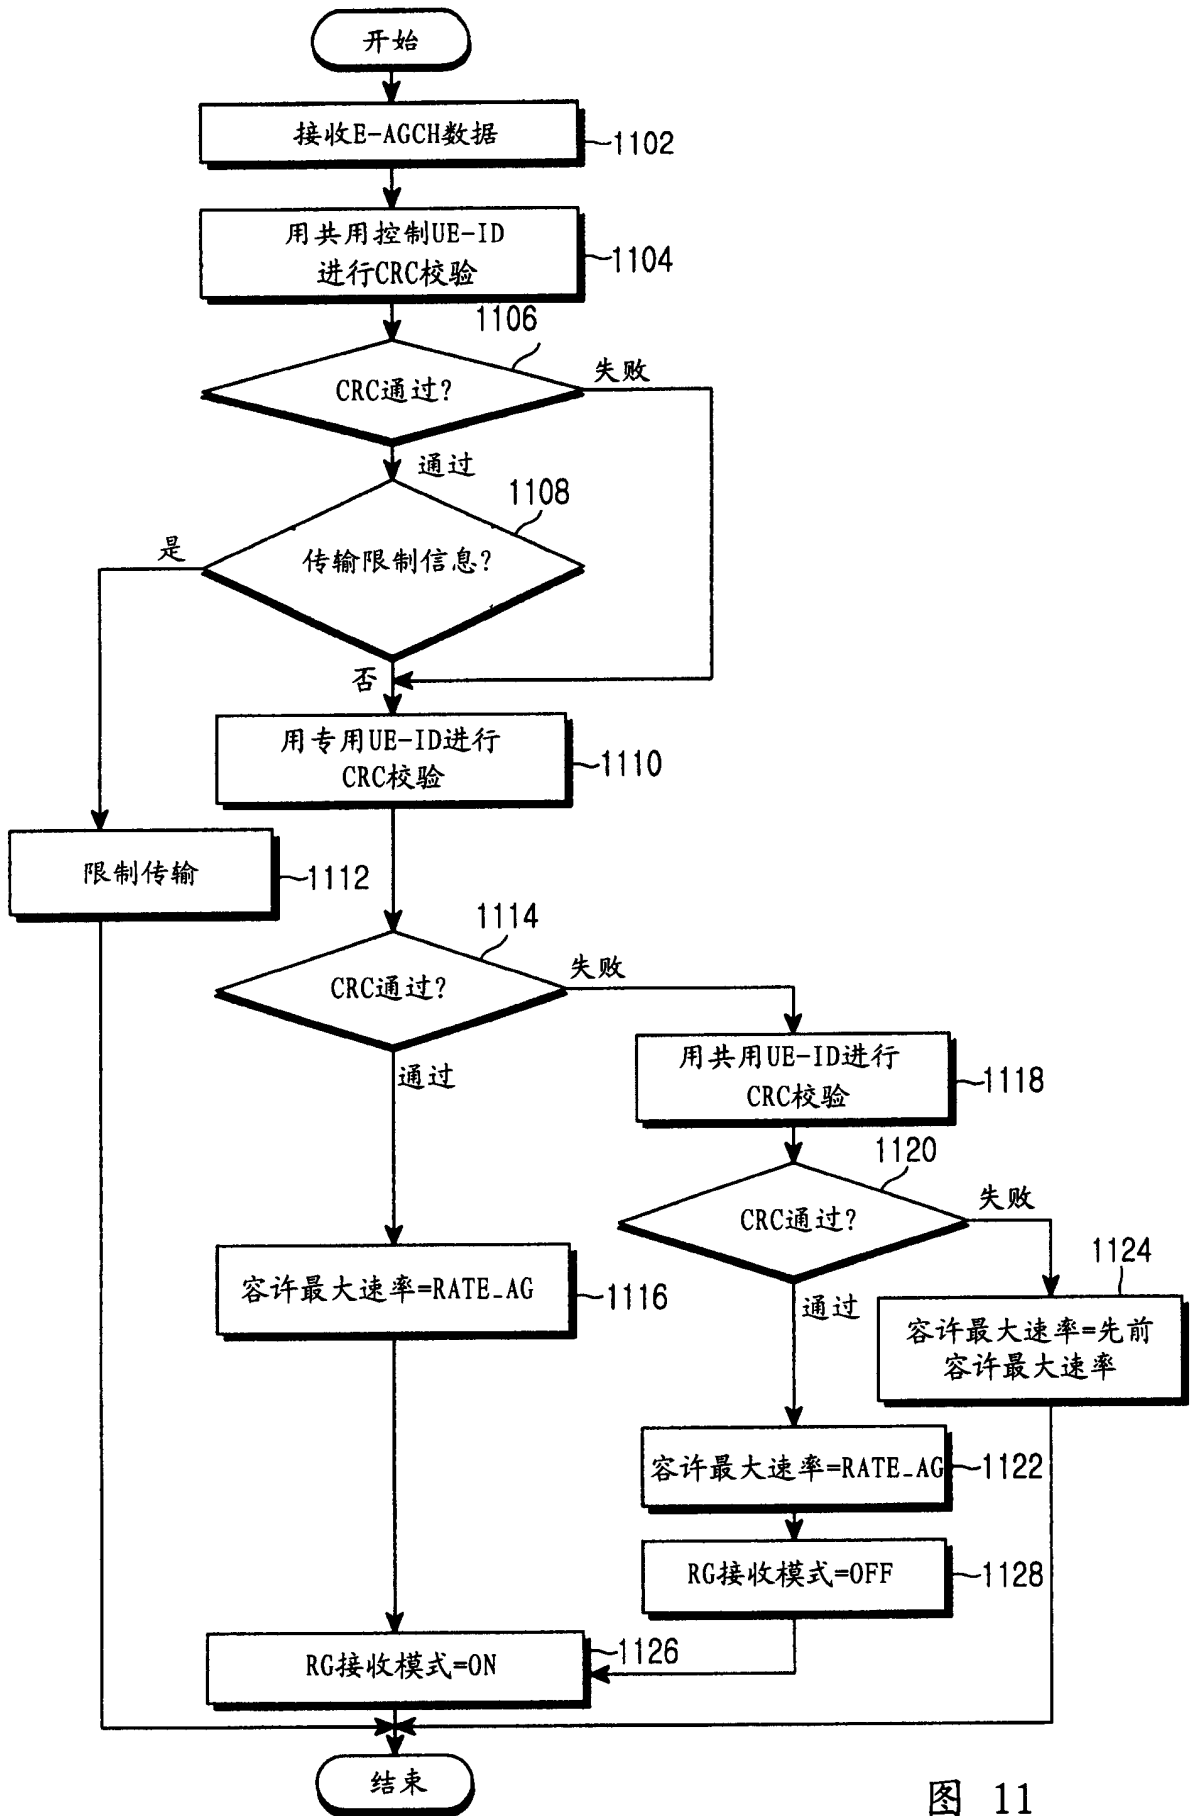 开始
接收E-AGCH数据
1102
用共用控制UE-ID
进行CRC校验
1104
1106
CRC通过?
失败
通过
1108
传输限制信息?
是
否
用专用UE-ID进行
CRC校验
1110
限制传输
1112
1114
CRC通过?
失败
通过
用共用UE-ID进行
CRC校验
1118
1120
CRC通过?
失败
通过
1124
容许最大速率=RATE_AG
1116
容许最大速率=先前
容许最大速率
容许最大速率=RATE_AG
1122
RG接收模式=OFF
1128
RG接收模式=ON
1126
结束
图 11